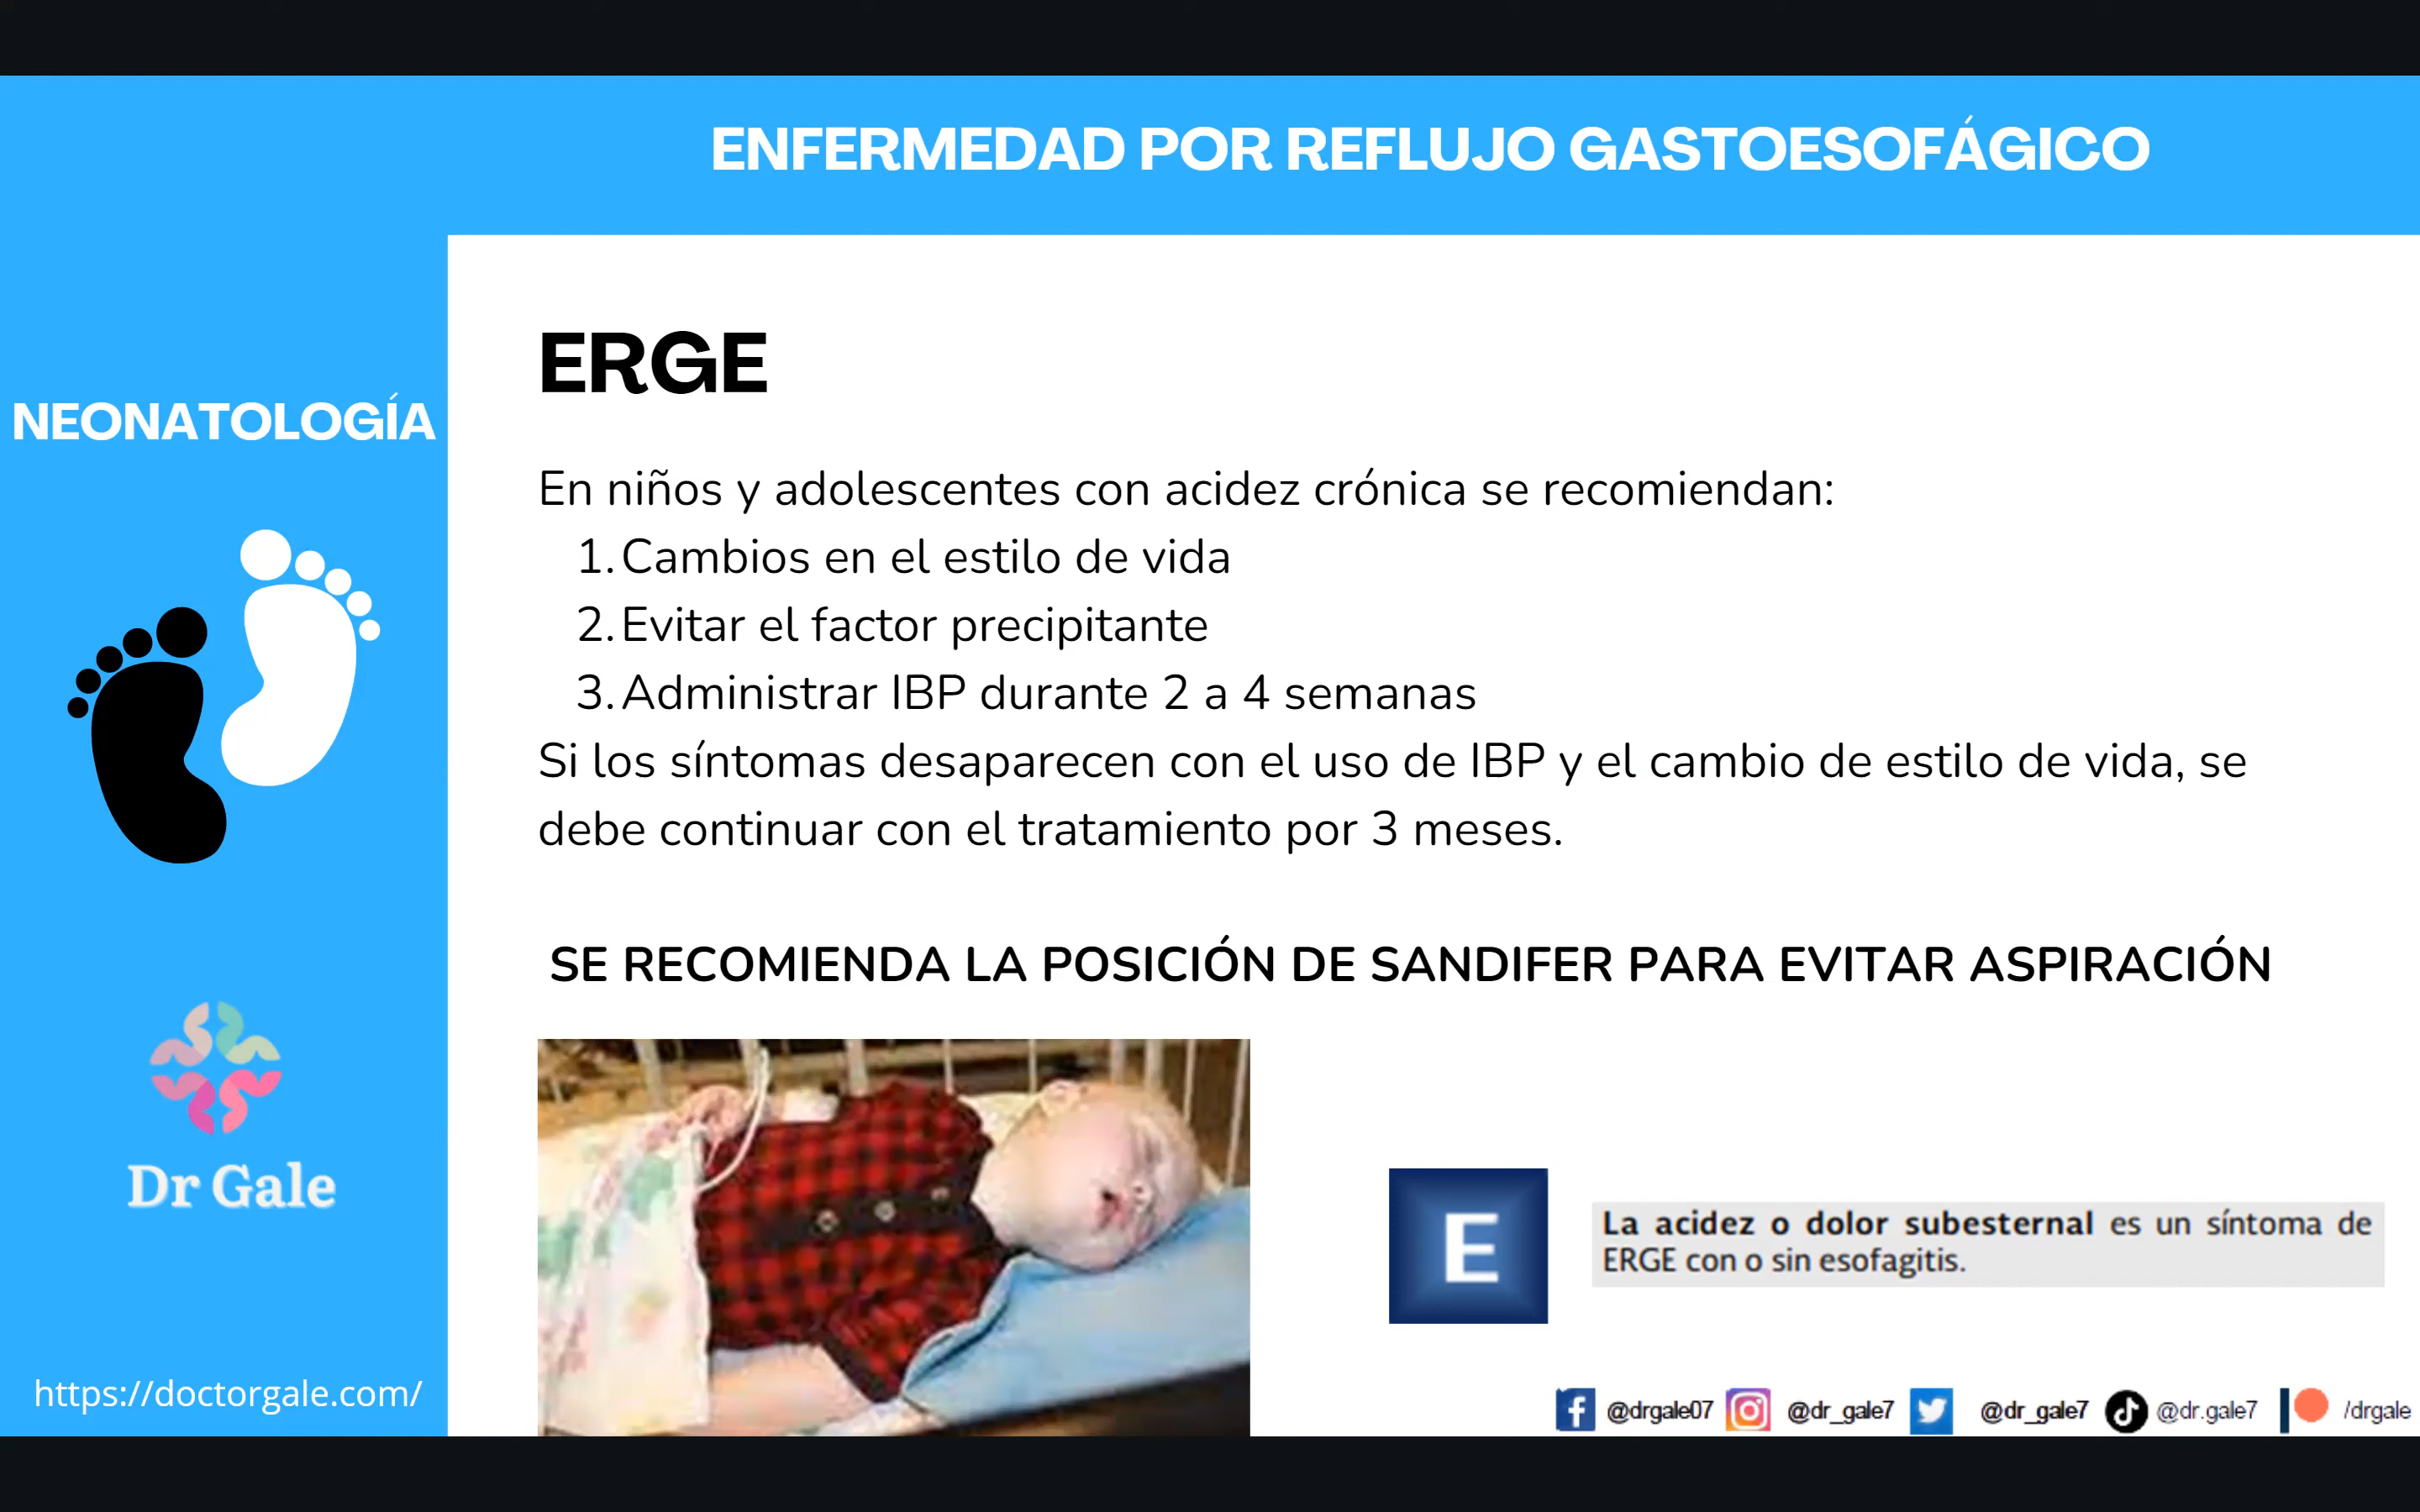 ENFERMEDAD POR REFLUJO GASTOESOFÁGICO
NEONATOLOGÍA
Dr Gale
https://doctorgale.com/
ERGE
En niños y adolescentes con acidez crónica se recomiendan:
1. Cambios en el estilo de vida
2. Evitar el factor precipitante
3. Administrar IBP durante 2 a 4 semanas
Si los síntomas desaparecen con el uso de IBP y el cambio de estilo de vida, se
debe continuar con el tratamiento por 3 meses.
SE RECOMIENDA LA POSICIÓN DE SANDIFER PARA EVITAR ASPIRACIÓN
E
La acidez o dolor subesternal es un síntoma de
ERGE con o sin esofagitis.
@drgale07 @dr_gale7 @dr_gale7 @dr.gale7 /drgale